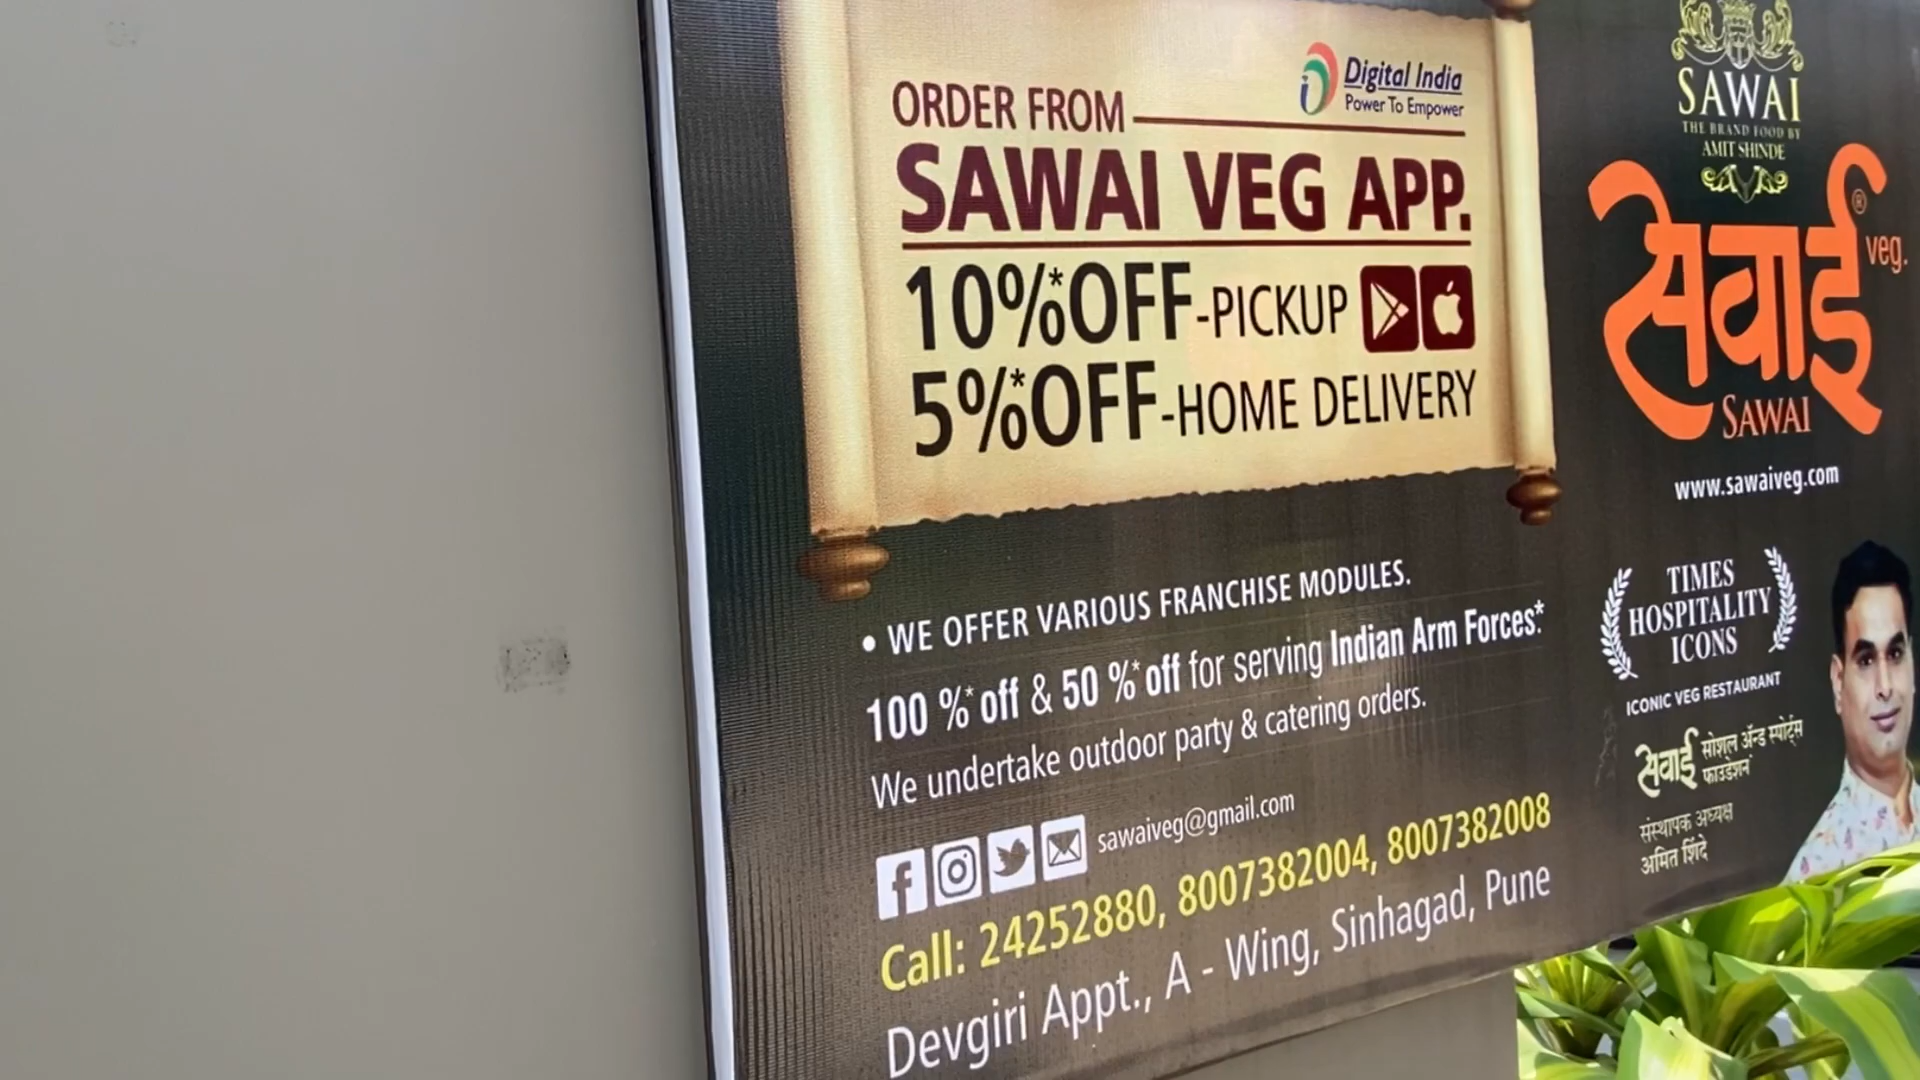 Digital India
Power To Empower
ORDER FROM
SAWAI VEG APP.
10%*OFF-PICKUP
5%*OFF-HOME DELIVERY
• WE OFFER VARIOUS FRANCHISE MODULES.
100 %* off & 50 %* off for serving Indian Arm Forces.*
We undertake outdoor party & catering orders.
sawaiveg@gmail.com
Call: 24252880, 8007382004, 8007382008
Devgiri Appt., A - Wing, Sinhagad, Pune
SAWAI
THE BRAND FOOD BY
AMIT SHINDE
सवाई® veg.
SAWAI
www.sawaiveg.com
TIMES
HOSPITALITY
ICONS
ICONIC VEG RESTAURANT
सवाई सोशल ॲन्ड स्पोर्ट्स
फाउंडेशन
संस्थापक अध्यक्ष
अमित शिंदे